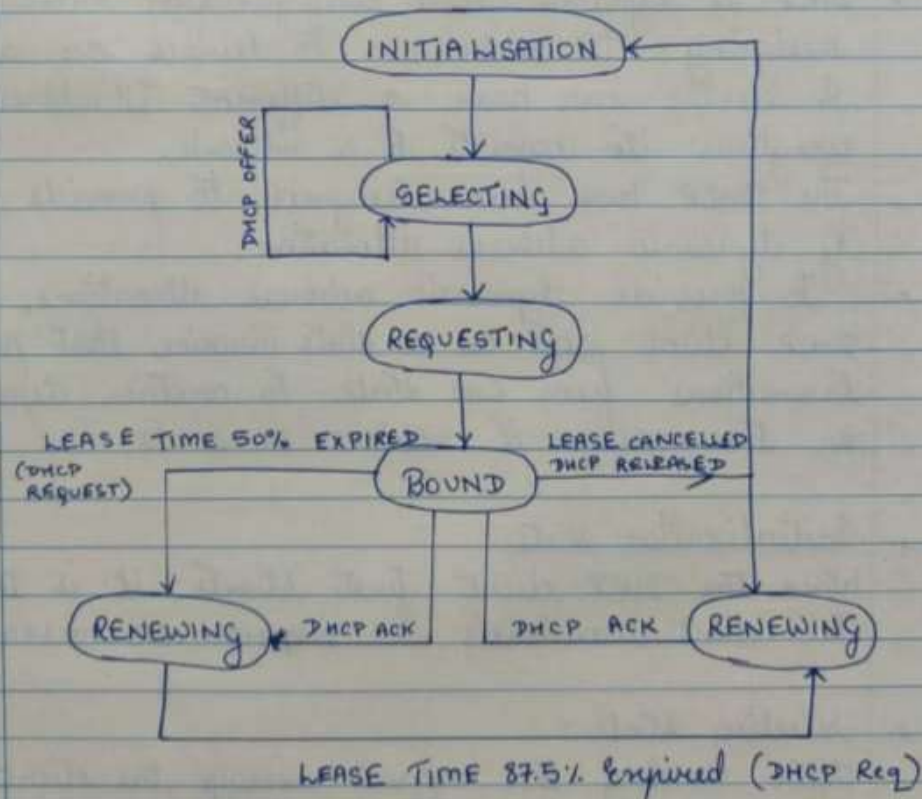 INITIALISATION
DHCP OFFER
SELECTING
REQUESTING
LEASE TIME 50% EXPIRED
(DHCP
REQUEST)
BOUND
LEASE CANCELLED
DHCP RELEASED
RENEWING
DHCP ACK
DHCP ACK
RENEWING
LEASE TIME 87.5% Expired (DHCP Req)